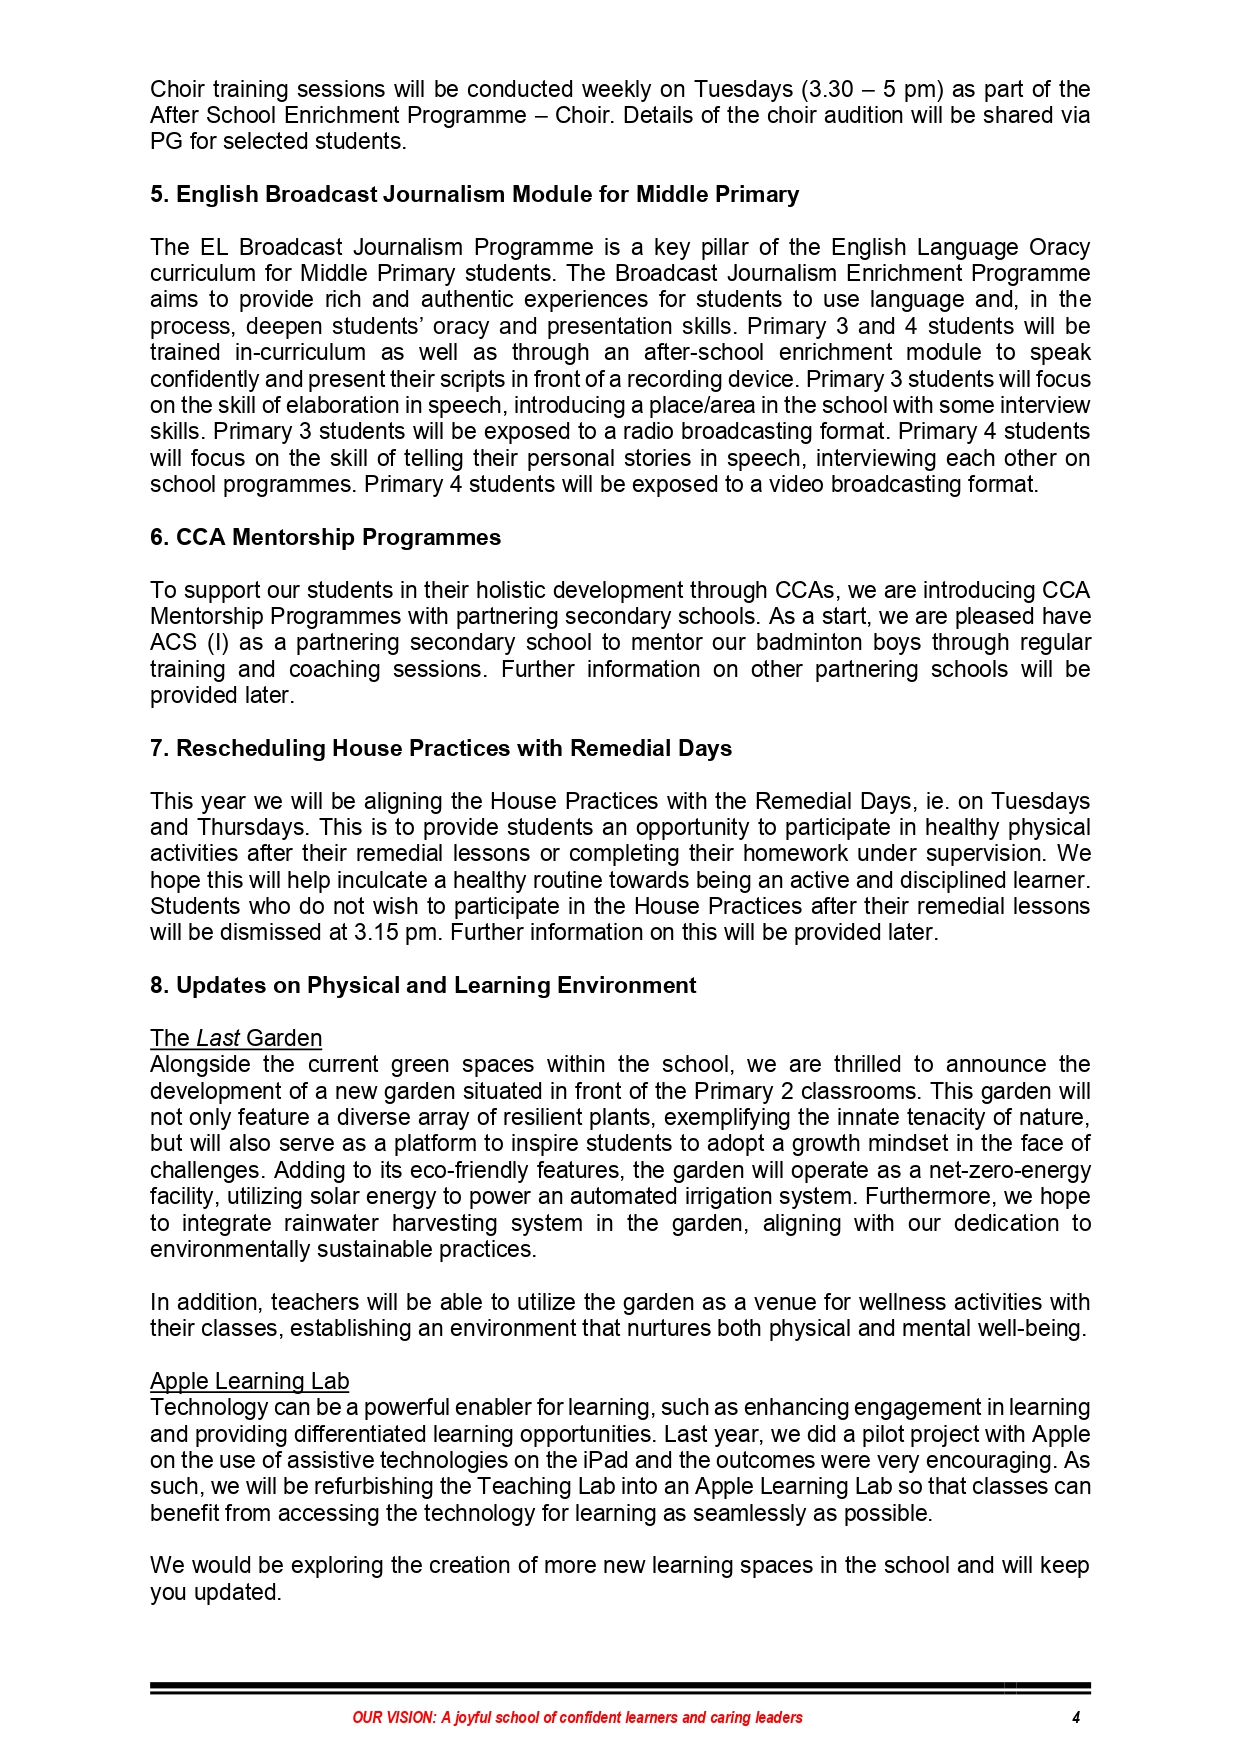 Choir training sessions will be conducted weekly on Tuesdays (3.30 – 5 pm) as part of the
After School Enrichment Programme – Choir. Details of the choir audition will be shared via
PG for selected students.
5. English Broadcast Journalism Module for Middle Primary
The EL Broadcast Journalism Programme is a key pillar of the English Language Oracy
curriculum for Middle Primary students. The Broadcast Journalism Enrichment Programme
aims to provide rich and authentic experiences for students to use language and, in the
process, deepen students’ oracy and presentation skills. Primary 3 and 4 students will be
trained in-curriculum as well as through an after-school enrichment module to speak
confidently and present their scripts in front of a recording device. Primary 3 students will focus
on the skill of elaboration in speech, introducing a place/area in the school with some interview
skills. Primary 3 students will be exposed to a radio broadcasting format. Primary 4 students
will focus on the skill of telling their personal stories in speech, interviewing each other on
school programmes. Primary 4 students will be exposed to a video broadcasting format.
6. CCA Mentorship Programmes
To support our students in their holistic development through CCAs, we are introducing CCA
Mentorship Programmes with partnering secondary schools. As a start, we are pleased have
ACS (I) as a partnering secondary school to mentor our badminton boys through regular
training and coaching sessions. Further information on other partnering schools will be
provided later.
7. Rescheduling House Practices with Remedial Days
This year we will be aligning the House Practices with the Remedial Days, ie. on Tuesdays
and Thursdays. This is to provide students an opportunity to participate in healthy physical
activities after their remedial lessons or completing their homework under supervision. We
hope this will help inculcate a healthy routine towards being an active and disciplined learner.
Students who do not wish to participate in the House Practices after their remedial lessons
will be dismissed at 3.15 pm. Further information on this will be provided later.
8. Updates on Physical and Learning Environment
The Last Garden
Alongside the current green spaces within the school, we are thrilled to announce the
development of a new garden situated in front of the Primary 2 classrooms. This garden will
not only feature a diverse array of resilient plants, exemplifying the innate tenacity of nature,
but will also serve as a platform to inspire students to adopt a growth mindset in the face of
challenges. Adding to its eco-friendly features, the garden will operate as a net-zero-energy
facility, utilizing solar energy to power an automated irrigation system. Furthermore, we hope
to integrate rainwater harvesting system in the garden, aligning with our dedication to
environmentally sustainable practices.
In addition, teachers will be able to utilize the garden as a venue for wellness activities with
their classes, establishing an environment that nurtures both physical and mental well-being.
Apple Learning Lab
Technology can be a powerful enabler for learning, such as enhancing engagement in learning
and providing differentiated learning opportunities. Last year, we did a pilot project with Apple
on the use of assistive technologies on the iPad and the outcomes were very encouraging. As
such, we will be refurbishing the Teaching Lab into an Apple Learning Lab so that classes can
benefit from accessing the technology for learning as seamlessly as possible.
We would be exploring the creation of more new learning spaces in the school and will keep
you updated.
OUR VISION: A joyful school of confident learners and caring leaders 4